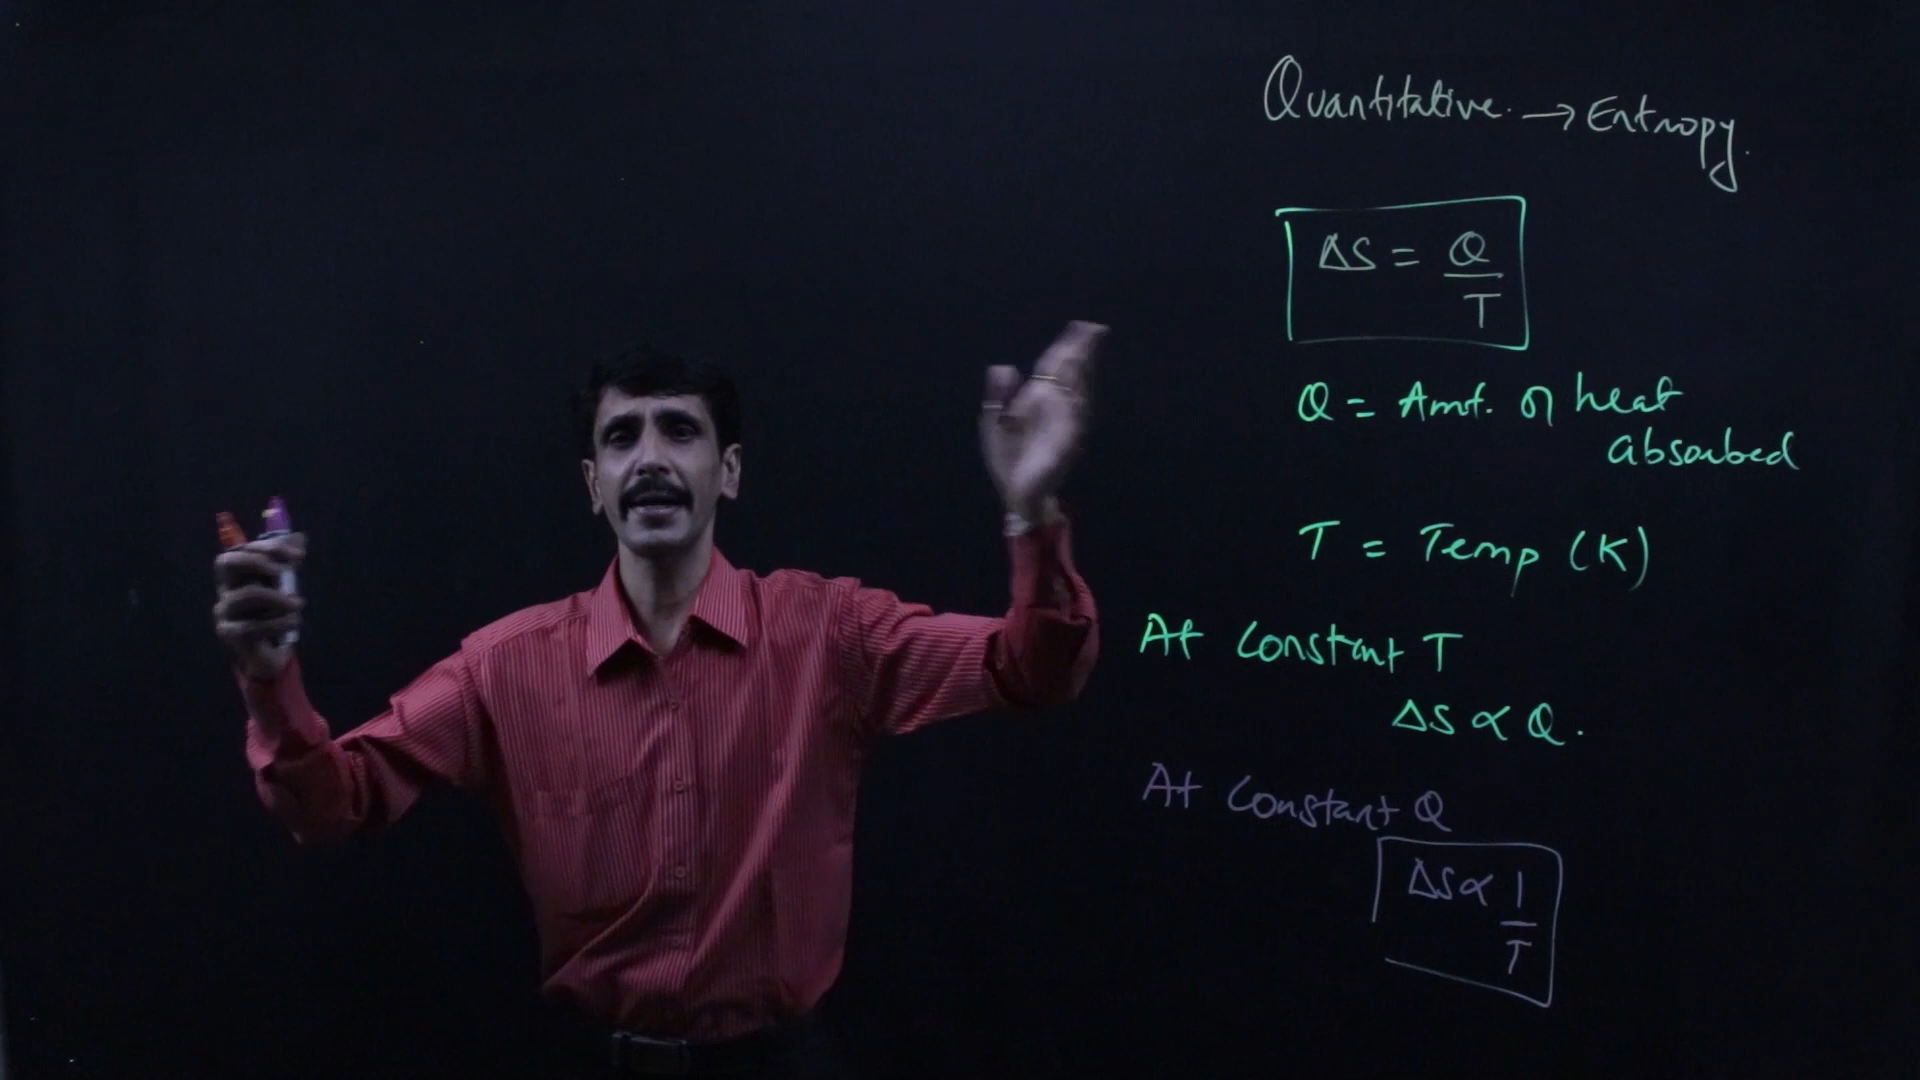 Quantitative. → Entropy.
ΔS = Q/T
Q = Amt. of heat
absorbed
T = Temp (K)
At Constant T
ΔS ∝ Q.
At Constant Q
ΔS ∝ 1/T